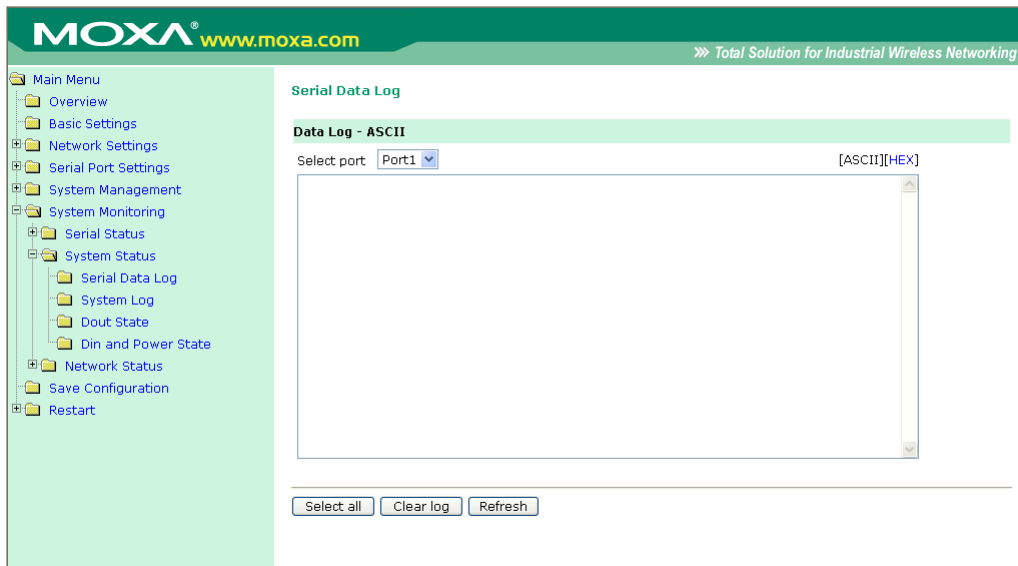 MOXA® www.moxa.com
Total Solution for Industrial Wireless Networking
Main Menu
Overview
Basic Settings
Network Settings
Serial Port Settings
System Management
System Monitoring
Serial Status
System Status
Serial Data Log
System Log
Dout State
Din and Power State
Network Status
Save Configuration
Restart
Serial Data Log
Data Log - ASCII
Select port Port1 [ASCII][HEX]
Select all Clear log Refresh